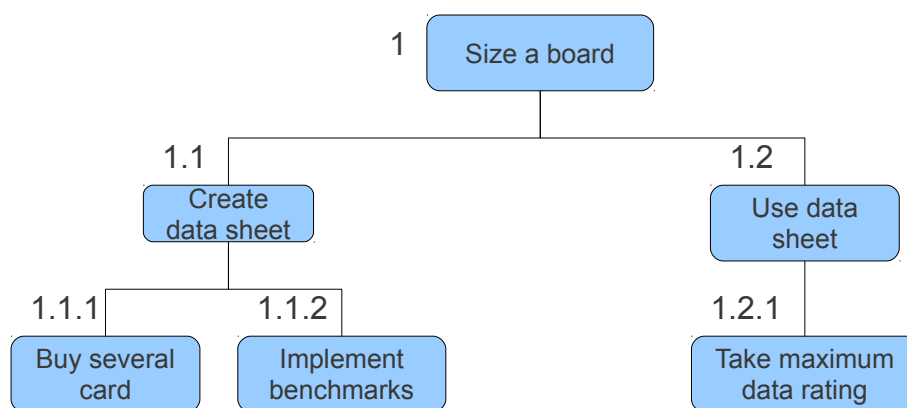 1
Size a board
1.1
1.2
Create
data sheet
Use data
sheet
1.1.1
1.1.2
1.2.1
Buy several
card
Implement
benchmarks
Take maximum
data rating